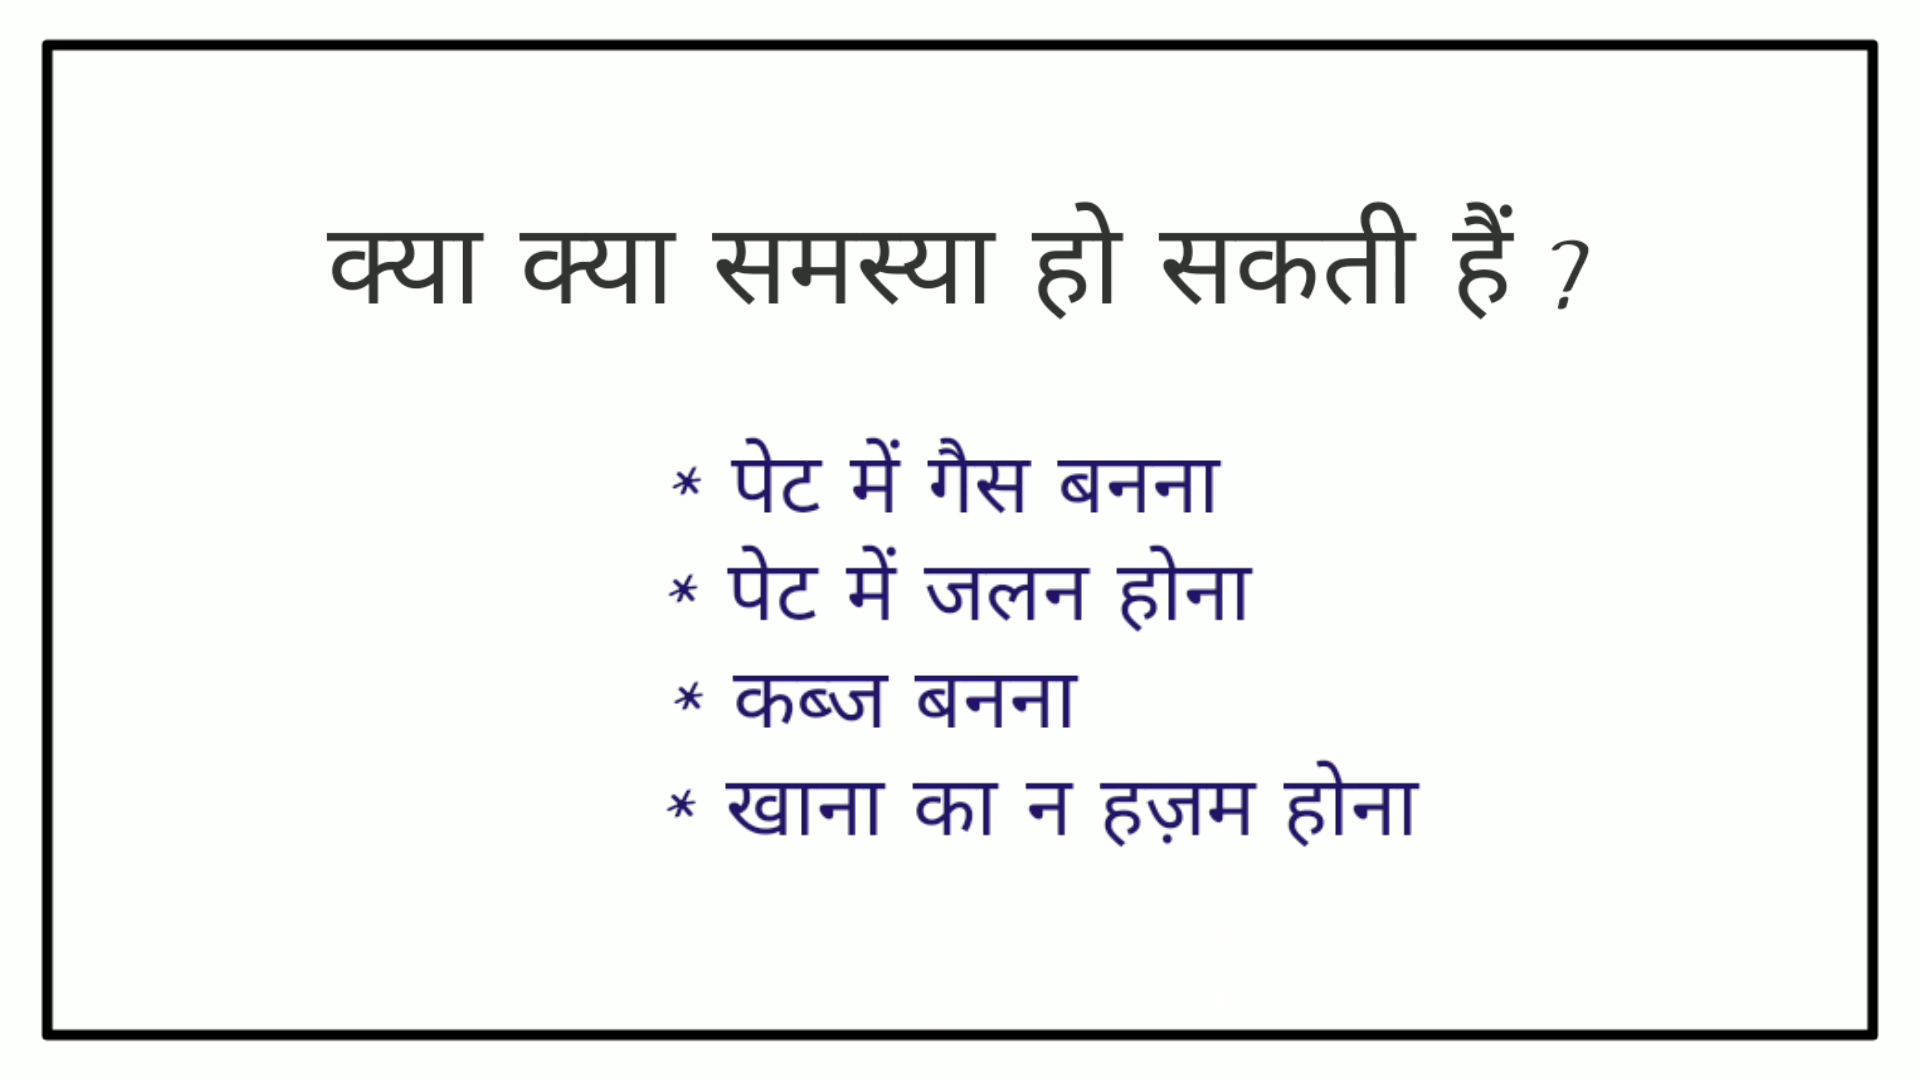 क्या क्या समस्या हो सकती हैं ?
* पेट में गैस बनना
* पेट में जलन होना
* कब्ज बनना
* खाना का न हज़म होना